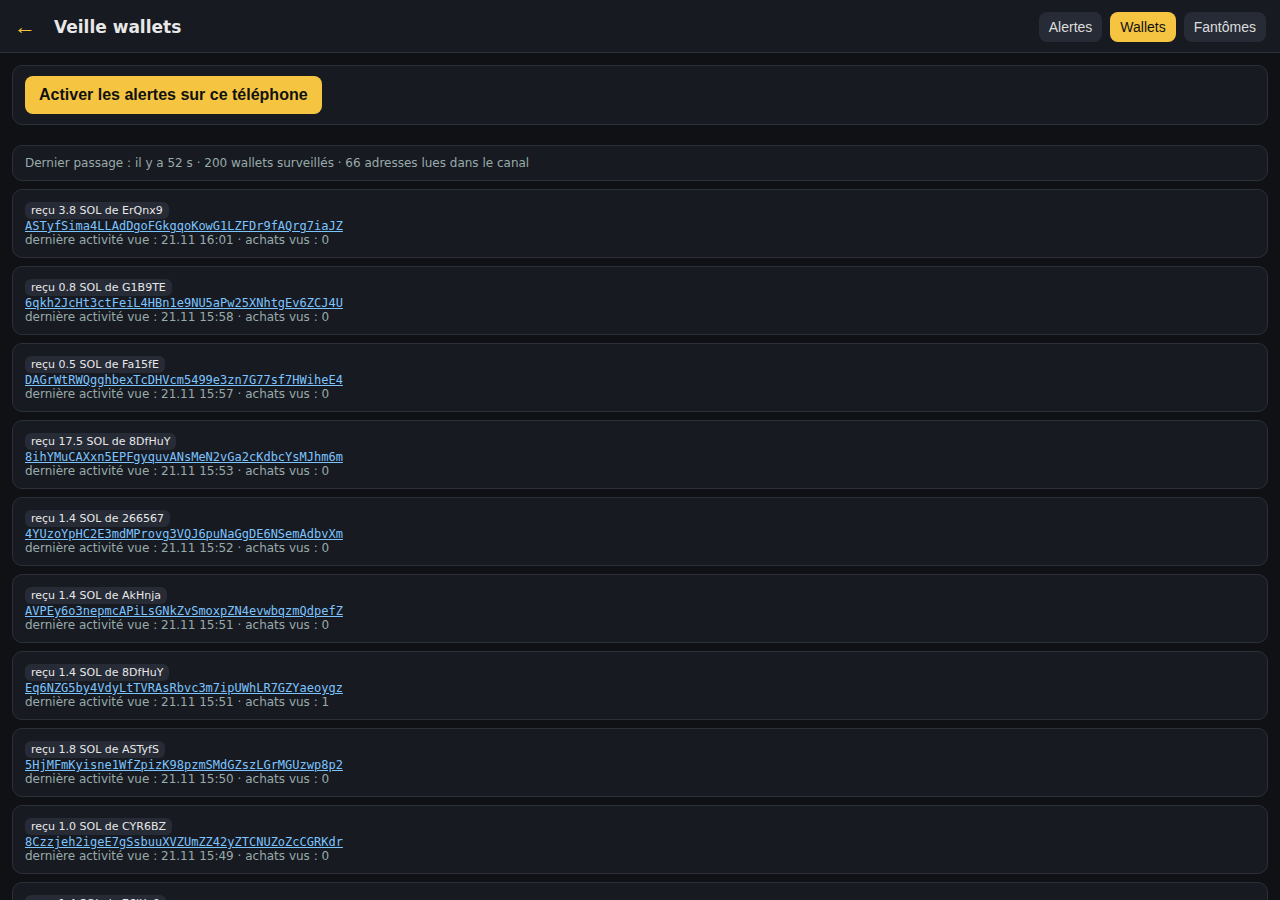 ← Veille wallets Alertes Wallets Fantômes
Activer les alertes sur ce téléphone
Dernier passage : il y a 52 s · 200 wallets surveillés · 66 adresses lues dans le canal
reçu 3.8 SOL de ErQnx9
ASTyfSima4LLAdDgoFGkgqoKowG1LZFDr9fAQrg7iaJZ
dernière activité vue : 21.11 16:01 · achats vus : 0
reçu 0.8 SOL de G1B9TE
6qkh2JcHt3ctFeiL4HBn1e9NU5aPw25XNhtgEv6ZCJ4U
dernière activité vue : 21.11 15:58 · achats vus : 0
reçu 0.5 SOL de Fa15fE
DAGrWtRWQgghbexTcDHVcm5499e3zn7G77sf7HWiheE4
dernière activité vue : 21.11 15:57 · achats vus : 0
reçu 17.5 SOL de 8DfHuY
8ihYMuCAXxn5EPFgyquvANsMeN2vGa2cKdbcYsMJhm6m
dernière activité vue : 21.11 15:53 · achats vus : 0
reçu 1.4 SOL de 266567
4YUzoYpHC2E3mdMProvg3VQJ6puNaGgDE6NSemAdbvXm
dernière activité vue : 21.11 15:52 · achats vus : 0
reçu 1.4 SOL de AkHnja
AVPEy6o3nepmcAPiLsGNkZvSmoxpZN4evwbqzmQdpefZ
dernière activité vue : 21.11 15:51 · achats vus : 0
reçu 1.4 SOL de 8DfHuY
Eq6NZG5by4VdyLtTVRAsRbvc3m7ipUWhLR7GZYaeoygz
dernière activité vue : 21.11 15:51 · achats vus : 1
reçu 1.8 SOL de ASTyfS
5HjMFmKyisne1WfZpizK98pzmSMdGZszLGrMGUzwp8p2
dernière activité vue : 21.11 15:50 · achats vus : 0
reçu 1.0 SOL de CYR6BZ
8Czzjeh2igeE7gSsbuuXVZUmZZ42yZTCNUZoZcCGRKdr
dernière activité vue : 21.11 15:49 · achats vus : 0